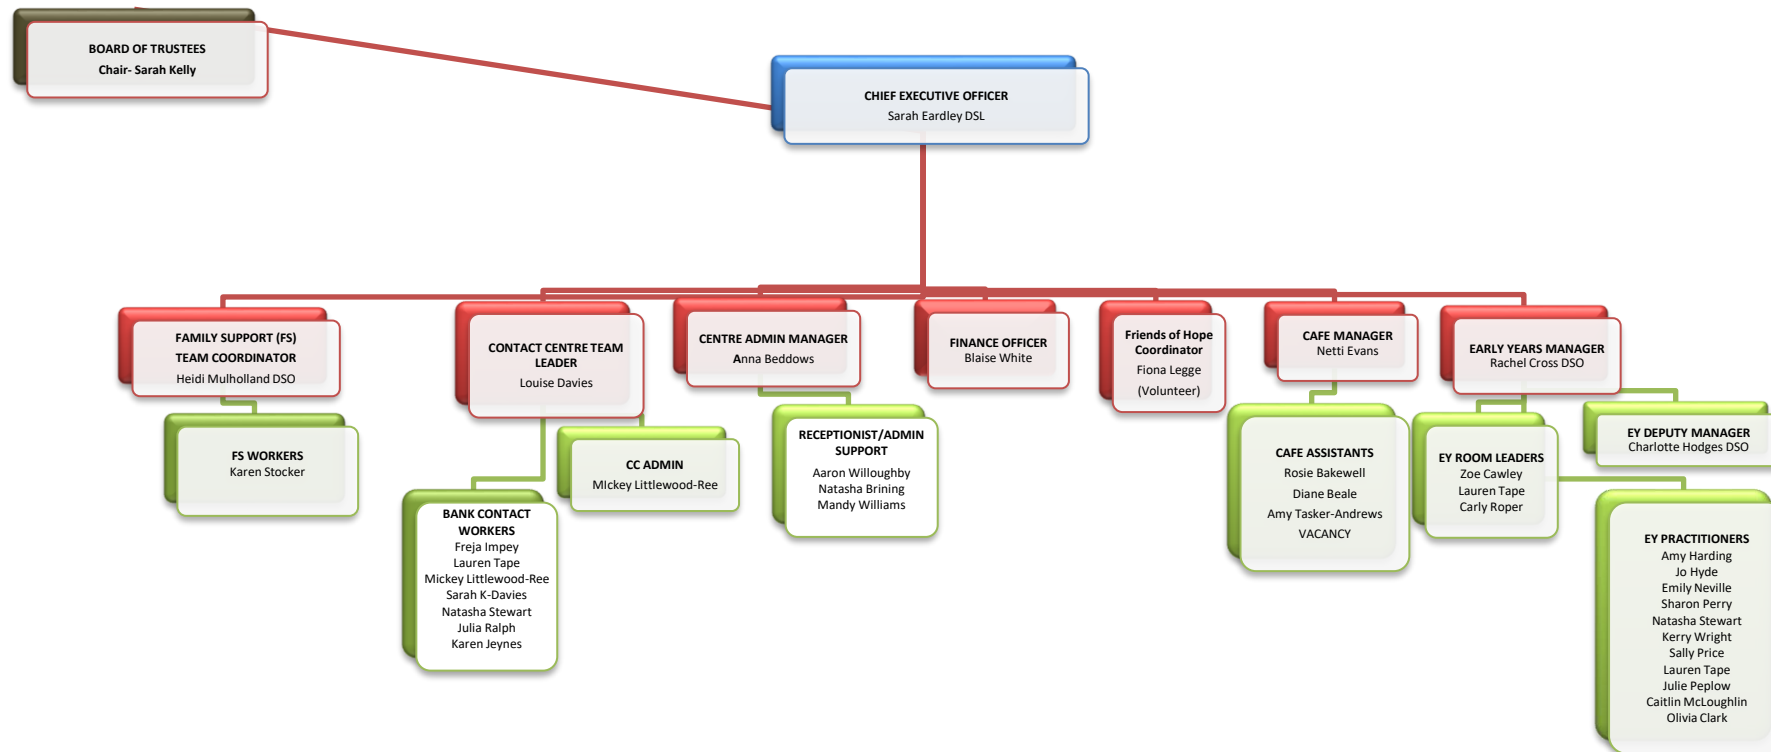 BOARD OF TRUSTEES
Chair- Sarah Kelly
CHIEF EXECUTIVE OFFICER
Sarah Eardley DSL
FAMILY SUPPORT (FS)
TEAM COORDINATOR
Heidi Mulholland DSO
CONTACT CENTRE TEAM
LEADER
Louise Davies
CENTRE ADMIN MANAGER
Anna Beddows
FINANCE OFFICER
Blaise White
Friends of Hope
Coordinator
Fiona Legge
(Volunteer)
CAFE MANAGER
Netti Evans
EARLY YEARS MANAGER
Rachel Cross DSO
FS WORKERS
Karen Stocker
BANK CONTACT
WORKERS
Freja Impey
Lauren Tape
Mickey Littlewood-Ree
Sarah K-Davies
Natasha Stewart
Julia Ralph
Karen Jeynes
CC ADMIN
MIckey Littlewood-Ree
RECEPTIONIST/ADMIN
SUPPORT
Aaron Willoughby
Natasha Brining
Mandy Williams
CAFE ASSISTANTS
Rosie Bakewell
Diane Beale
Amy Tasker-Andrews
VACANCY
EY ROOM LEADERS
Zoe Cawley
Lauren Tape
Carly Roper
EY DEPUTY MANAGER
Charlotte Hodges DSO
EY PRACTITIONERS
Amy Harding
Jo Hyde
Emily Neville
Sharon Perry
Natasha Stewart
Kerry Wright
Sally Price
Lauren Tape
Julie Peplow
Caitlin McLoughlin
Olivia Clark